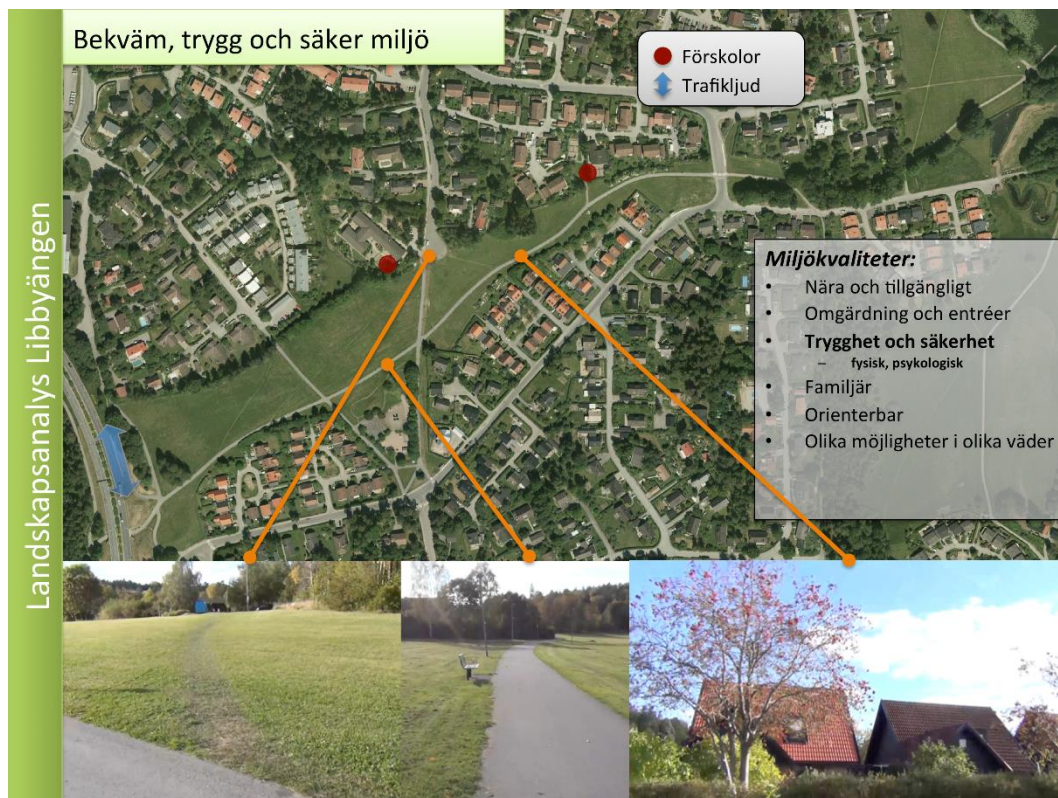 Landskapsanalys Libbyängen
Bekväm, trygg och säker miljö
Förskolor
Trafikljud
Miljökvaliteter:
• Nära och tillgängligt
• Omgärdning och entréer
• Trygghet och säkerhet
– fysisk, psykologisk
• Familjär
• Orienterbar
• Olika möjligheter i olika väder